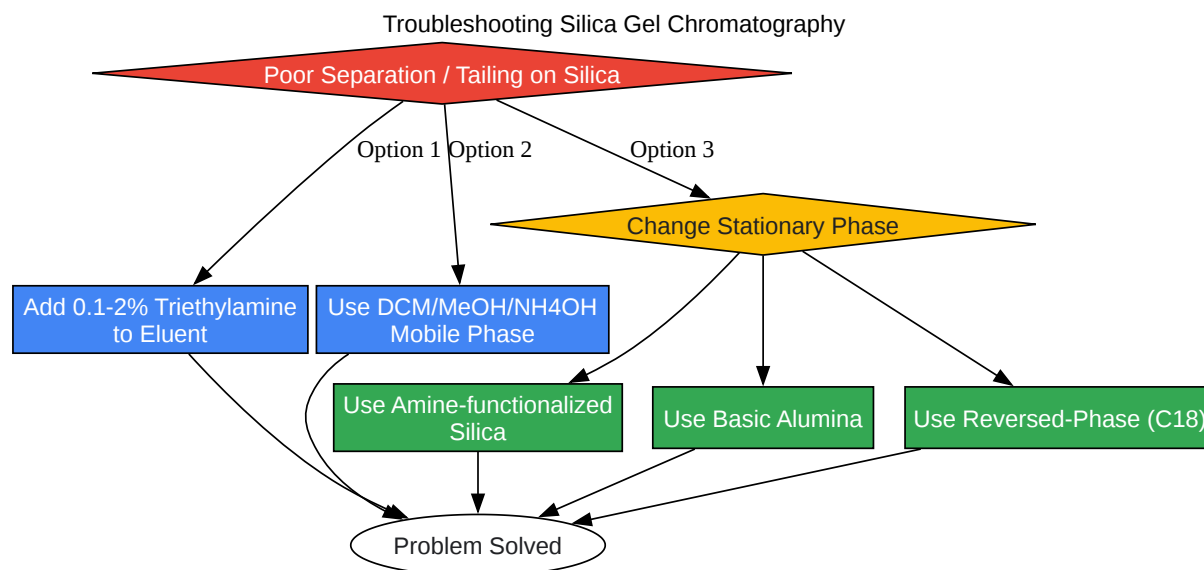 Troubleshooting Silica Gel Chromatography
Poor Separation / Tailing on Silica
Option 1
Option 2
Option 3
Change Stationary Phase
Add 0.1-2% Triethylamine
to Eluent
Use DCM/MeOH/NH4OH
Mobile Phase
Use Amine-functionalized
Silica
Use Basic Alumina
Use Reversed-Phase (C18)
Problem Solved